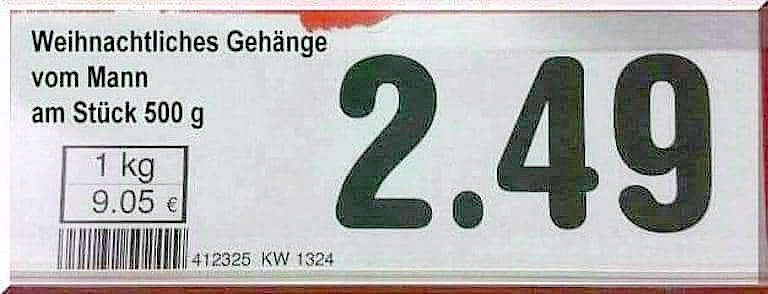 Weihnachtliches Gehänge
vom Mann
am Stück 500 g
2.49
1 kg
9.05 €
412325 KW 1324